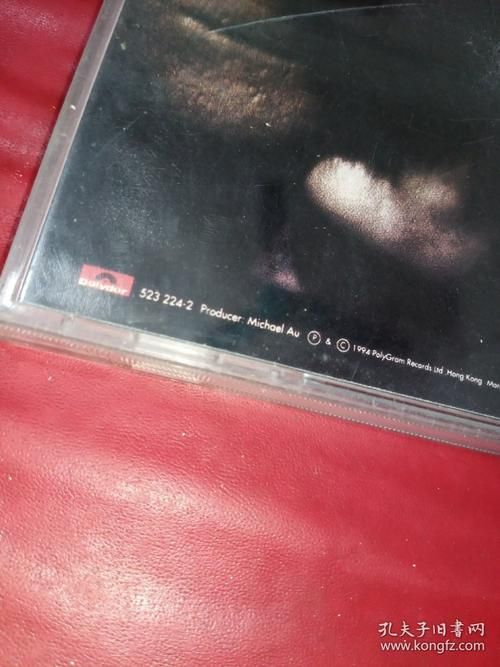 polydor
523 224-2 Producer: Michael Au Ⓟ & Ⓒ 1994 PolyGram Records Ltd., Hong Kong
孔夫子旧书网
www.kongfz.com